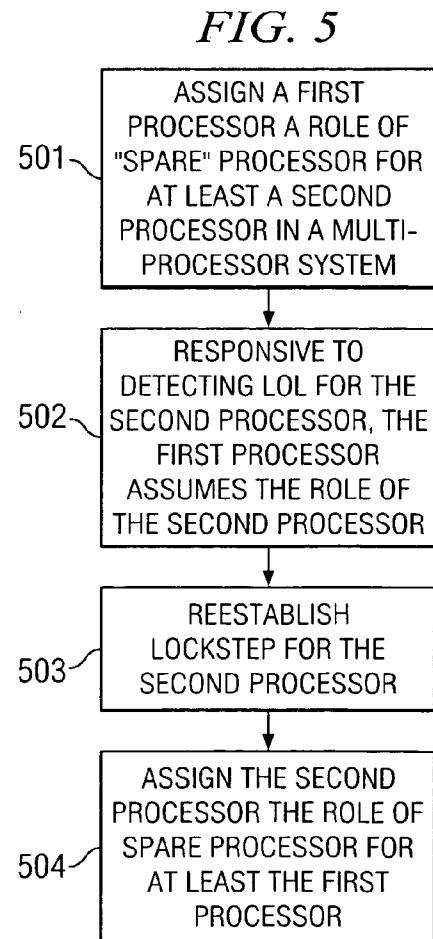 FIG. 5
501
ASSIGN A FIRST
PROCESSOR A ROLE OF
"SPARE" PROCESSOR FOR
AT LEAST A SECOND
PROCESSOR IN A MULTI-
PROCESSOR SYSTEM
502
RESPONSIVE TO
DETECTING LOL FOR THE
SECOND PROCESSOR, THE
FIRST PROCESSOR
ASSUMES THE ROLE OF
THE SECOND PROCESSOR
503
REESTABLISH
LOCKSTEP FOR THE
SECOND PROCESSOR
504
ASSIGN THE SECOND
PROCESSOR THE ROLE OF
SPARE PROCESSOR FOR
AT LEAST THE FIRST
PROCESSOR